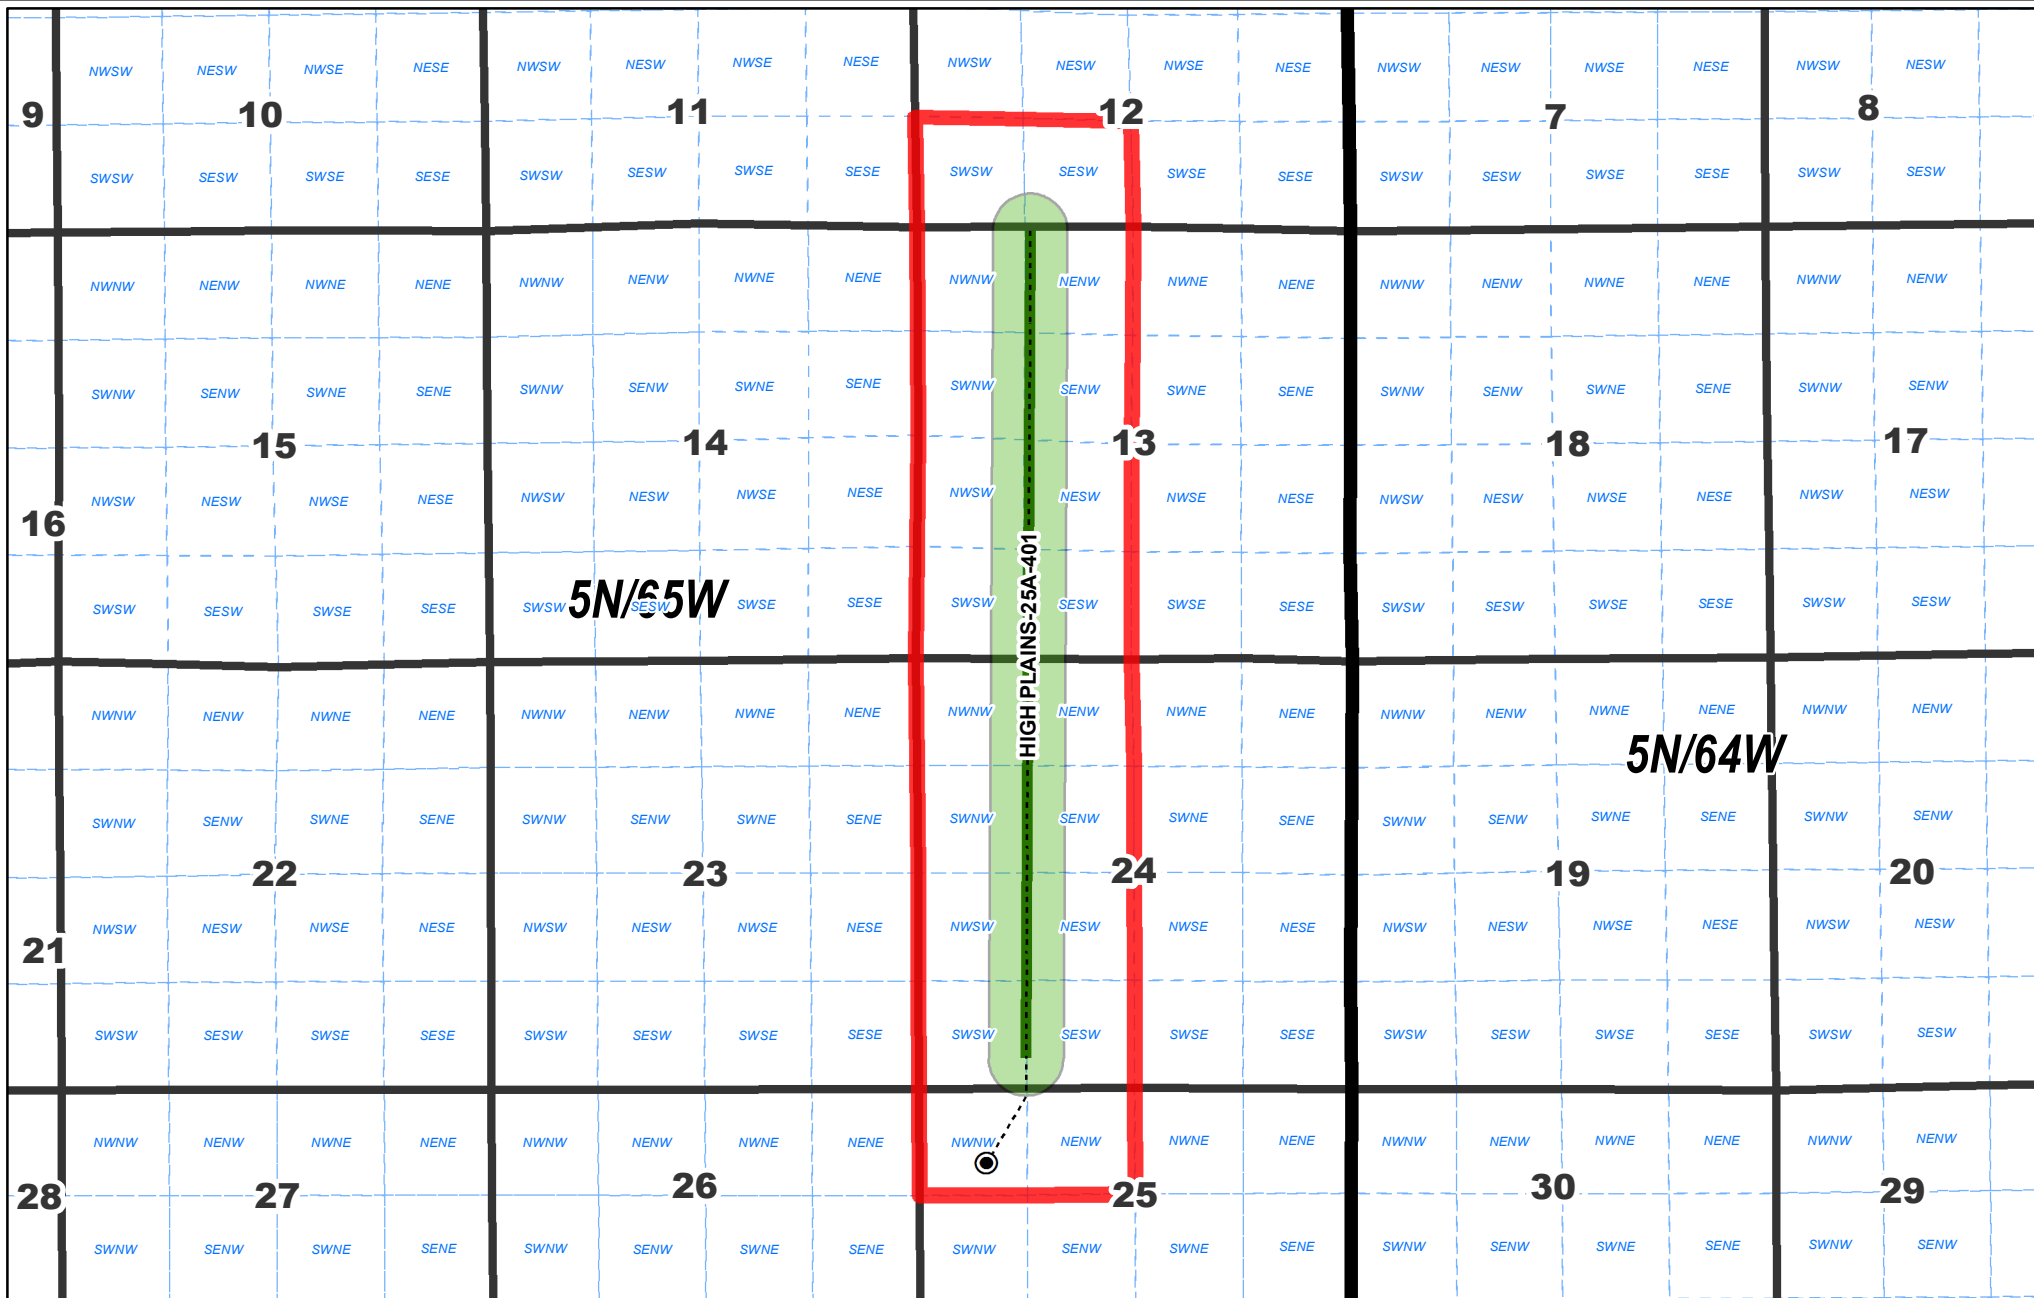 NWSW NESW NWSE NESE NWSW NESW NWSE NESE NWSW NESW NWSE NESE NWSW NESW NWSE NESE NWSW NESW
9 10 11 12 7 8
SWSW SESW SWSE SESE SWSW SESW SWSE SESE SWSW SESW SWSE SESE SWSW SESW SWSE SESE SWSW SESW
NWNW NENW NWNE NENE NWNW NENW NWNE NENE NWNW NENW NWNE NENE NWNW NENW NWNE NENE NWNW NENW
SWNW SENW SWNE SENE SWNW SENW SWNE SENE SWNW SENW SWNE SENE SWNW SENW SWNE SENE SWNW SENW
15 14 13 18 17
NWSW NESW NWSE NESE NWSW NESW NWSE NESE NWSW NESW NWSE NESE NWSW NESW NWSE NESE NWSW NESW
16
SWSW SESW SWSE SESE SWSW SESW SWSE SESE SWSW SESW SWSE SESE SWSW SESW SWSE SESE SWSW SESW
5N/65W
HIGH PLAINS-25A-401
NWNW NENW NWNE NENE NWNW NENW NWNE NENE NWNW NENW NWNE NENE NWNW NENW NWNE NENE NWNW NENW
5N/64W
SWNW SENW SWNE SENE SWNW SENW SWNE SENE SWNW SENW SWNE SENE SWNW SENW SWNE SENE SWNW SENW
22 23 24 19 20
NWSW NESW NWSE NESE NWSW NESW NWSE NESE NWSW NESW NWSE NESE NWSW NESW NWSE NESE NWSW NESW
21
SWSW SESW SWSE SESE SWSW SESW SWSE SESE SWSW SESW SWSE SESE SWSW SESW SWSE SESE SWSW SESW
NWNW NENW NWNE NENE NWNW NENW NWNE NENE NWNW NENW NWNE NENE NWNW NENW NWNE NENE NWNW NENW
28 27 26 25 30 29
SWNW SENW SWNE SENE SWNW SENW SWNE SENE SWNW SENW SWNE SENE SWNW SENW SWNE SENE SWNW SENW